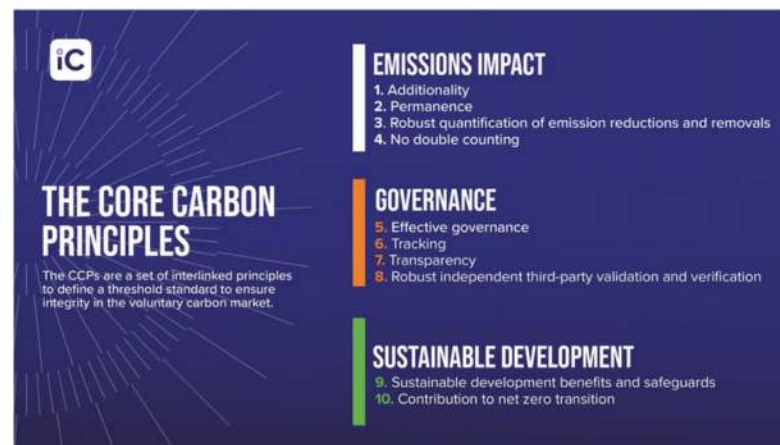 iC
THE CORE CARBON
PRINCIPLES
The CCPs are a set of interlinked principles
to define a threshold standard to ensure
integrity in the voluntary carbon market.
EMISSIONS IMPACT
1. Additionality
2. Permanence
3. Robust quantification of emission reductions and removals
4. No double counting
GOVERNANCE
5. Effective governance
6. Tracking
7. Transparency
8. Robust independent third-party validation and verification
SUSTAINABLE DEVELOPMENT
9. Sustainable development benefits and safeguards
10. Contribution to net zero transition